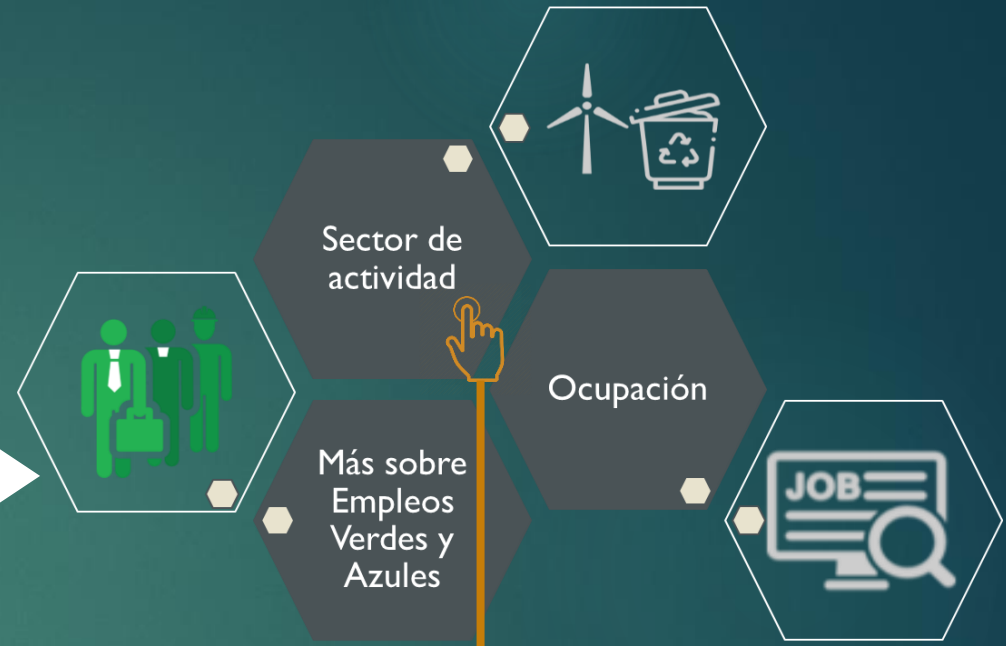 Sector de
actividad
Ocupación
Más sobre
Empleos
Verdes y
Azules
JOB